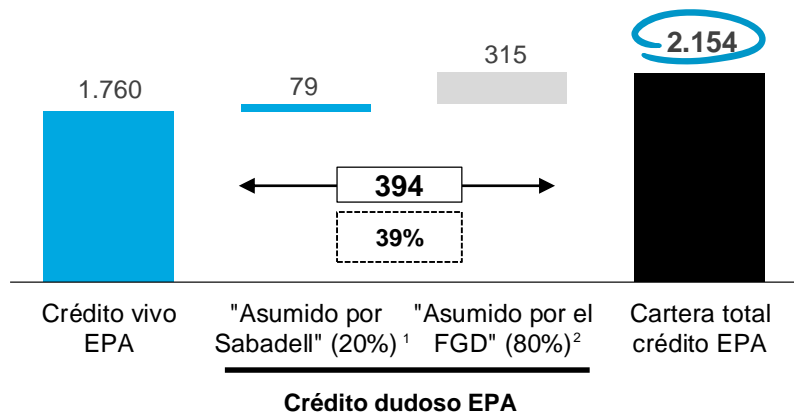 2.154
315
1.760
79
394
39%
Crédito vivo
EPA
"Asumido por
Sabadell" (20%) 1
"Asumido por el
FGD" (80%)2
Cartera total
crédito EPA
Crédito dudoso EPA